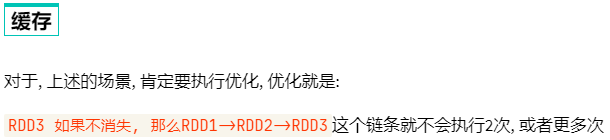 缓存
对于, 上述的场景, 肯定要执行优化, 优化就是:
RDD3 如果不消失, 那么RDD1->RDD2->RDD3 这个链条就不会执行2次, 或者更多次